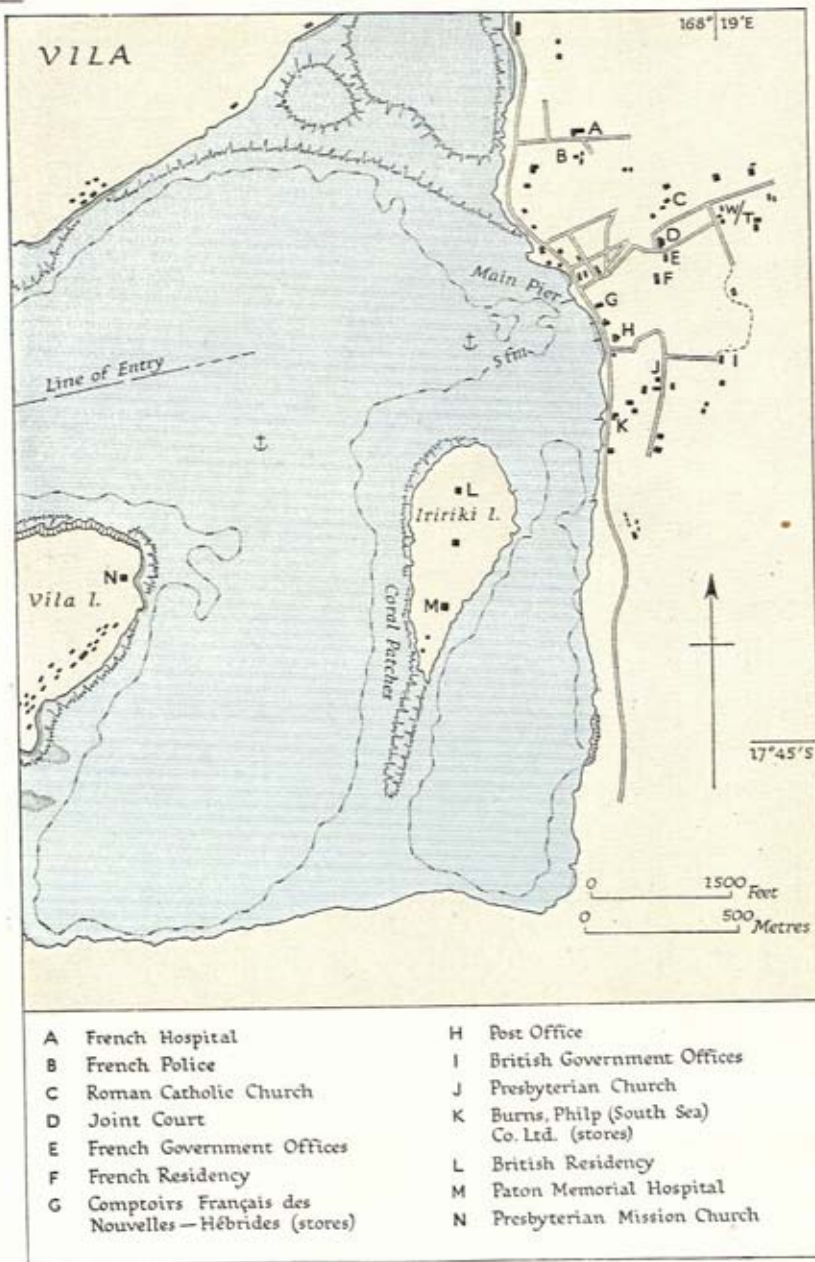 VILA
168° 19'E
A
B
C
W/T
D
E
F
Main Pier
G
H
5 fm.
I
Line of Entry
J
K
L
Iririki I.
N
Vila I.
M
Coral Patches
17°45'S
0 1500 Feet
0 500 Metres
A French Hospital
B French Police
C Roman Catholic Church
D Joint Court
E French Government Offices
F French Residency
G Comptoirs Français des
Nouvelles—Hébrides (stores)
H Post Office
I British Government Offices
J Presbyterian Church
K Burns, Philp (South Sea)
Co. Ltd. (stores)
L British Residency
M Paton Memorial Hospital
N Presbyterian Mission Church